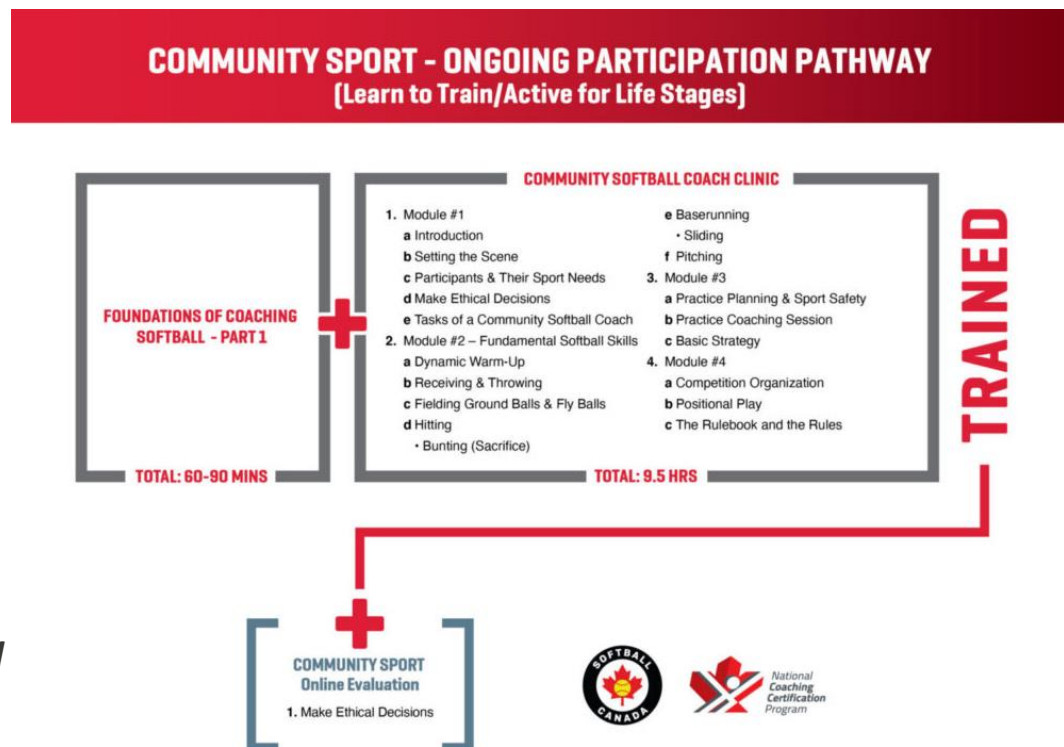 COMMUNITY SPORT - ONGOING PARTICIPATION PATHWAY
(Learn to Train/Active for Life Stages)
FOUNDATIONS OF COACHING
SOFTBALL - PART 1
TOTAL: 60-90 MINS
COMMUNITY SOFTBALL COACH CLINIC
1. Module #1
a Introduction
b Setting the Scene
c Participants & Their Sport Needs
d Make Ethical Decisions
e Tasks of a Community Softball Coach
2. Module #2 – Fundamental Softball Skills
a Dynamic Warm-Up
b Receiving & Throwing
c Fielding Ground Balls & Fly Balls
d Hitting
• Bunting (Sacrifice)
e Baserunning
• Sliding
f Pitching
3. Module #3
a Practice Planning & Sport Safety
b Practice Coaching Session
c Basic Strategy
4. Module #4
a Competition Organization
b Positional Play
c The Rulebook and the Rules
TOTAL: 9.5 HRS
TRAINED
COMMUNITY SPORT
Online Evaluation
1. Make Ethical Decisions
SOFTBALL
CANADA
National
Coaching
Certification
Program